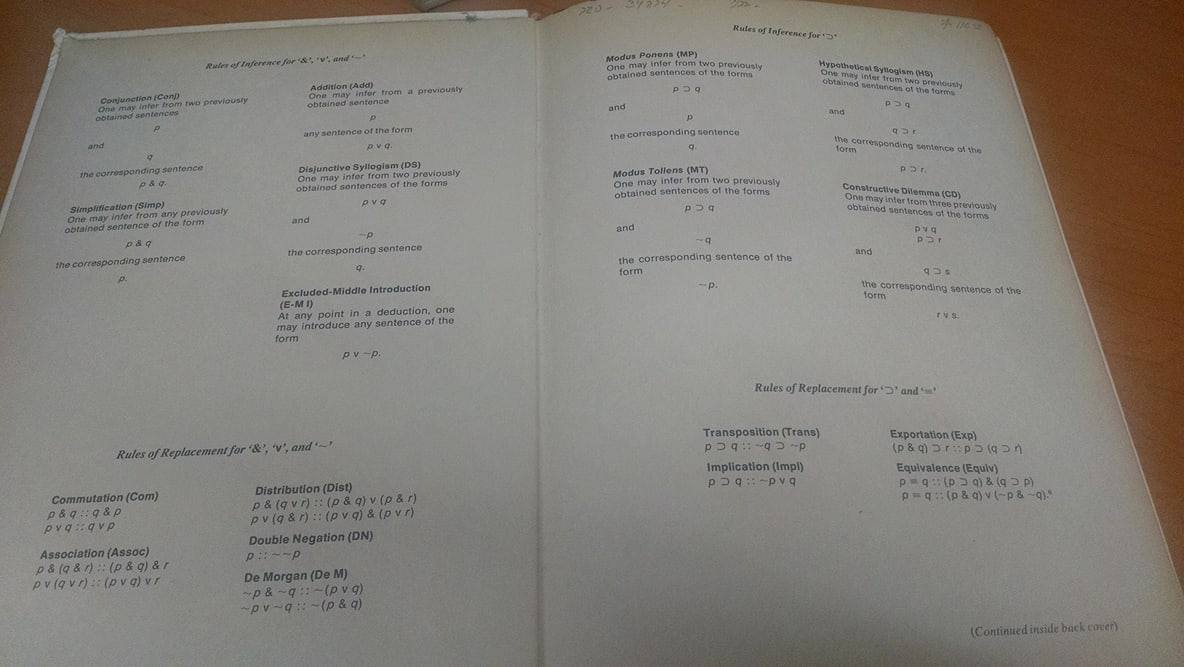 Rules of Inference for '&', 'v', and '~'
Conjunction (Conj)
One may infer from two previously
obtained sentences
p
and
q
the corresponding sentence
p & q.
Simplification (Simp)
One may infer from any previously
obtained sentence of the form
p & q
the corresponding sentence
p.
Addition (Add)
One may infer from a previously
obtained sentence
p
any sentence of the form
p v q.
Disjunctive Syllogism (DS)
One may infer from two previously
obtained sentences of the forms
p v q
and
~p
the corresponding sentence
q.
Excluded-Middle Introduction
(E-M I)
At any point in a deduction, one
may introduce any sentence of the
form
p v ~p.
Rules of Replacement for '&', 'v', and '~'
Commutation (Com)
p & q :: q & p
p v q :: q v p
Association (Assoc)
p & (q & r) :: (p & q) & r
p v (q v r) :: (p v q) v r
Distribution (Dist)
p & (q v r) :: (p & q) v (p & r)
p v (q & r) :: (p v q) & (p v r)
Double Negation (DN)
p :: ~~p
De Morgan (De M)
~p & ~q :: ~(p v q)
~p v ~q :: ~(p & q)
Rules of Inference for '⊃'
Modus Ponens (MP)
One may infer from two previously
obtained sentences of the forms
p ⊃ q
and
p
the corresponding sentence
q.
Modus Tollens (MT)
One may infer from two previously
obtained sentences of the forms
p ⊃ q
and
~q
the corresponding sentence of the
form
~p.
Hypothetical Syllogism (HS)
One may infer from two previously
obtained sentences of the forms
p ⊃ q
and
q ⊃ r
the corresponding sentence of the
form
p ⊃ r.
Constructive Dilemma (CD)
One may infer from three previously
obtained sentences of the forms
p v q
p ⊃ r
and
q ⊃ s
the corresponding sentence of the
form
r v s.
Rules of Replacement for '⊃' and '≡'
Transposition (Trans)
p ⊃ q :: ~q ⊃ ~p
Implication (Impl)
p ⊃ q :: ~p v q
Exportation (Exp)
(p & q) ⊃ r :: p ⊃ (q ⊃ r)
Equivalence (Equiv)
p ≡ q :: (p ⊃ q) & (q ⊃ p)
p ≡ q :: (p & q) v (~p & ~q).
(Continued inside back cover)